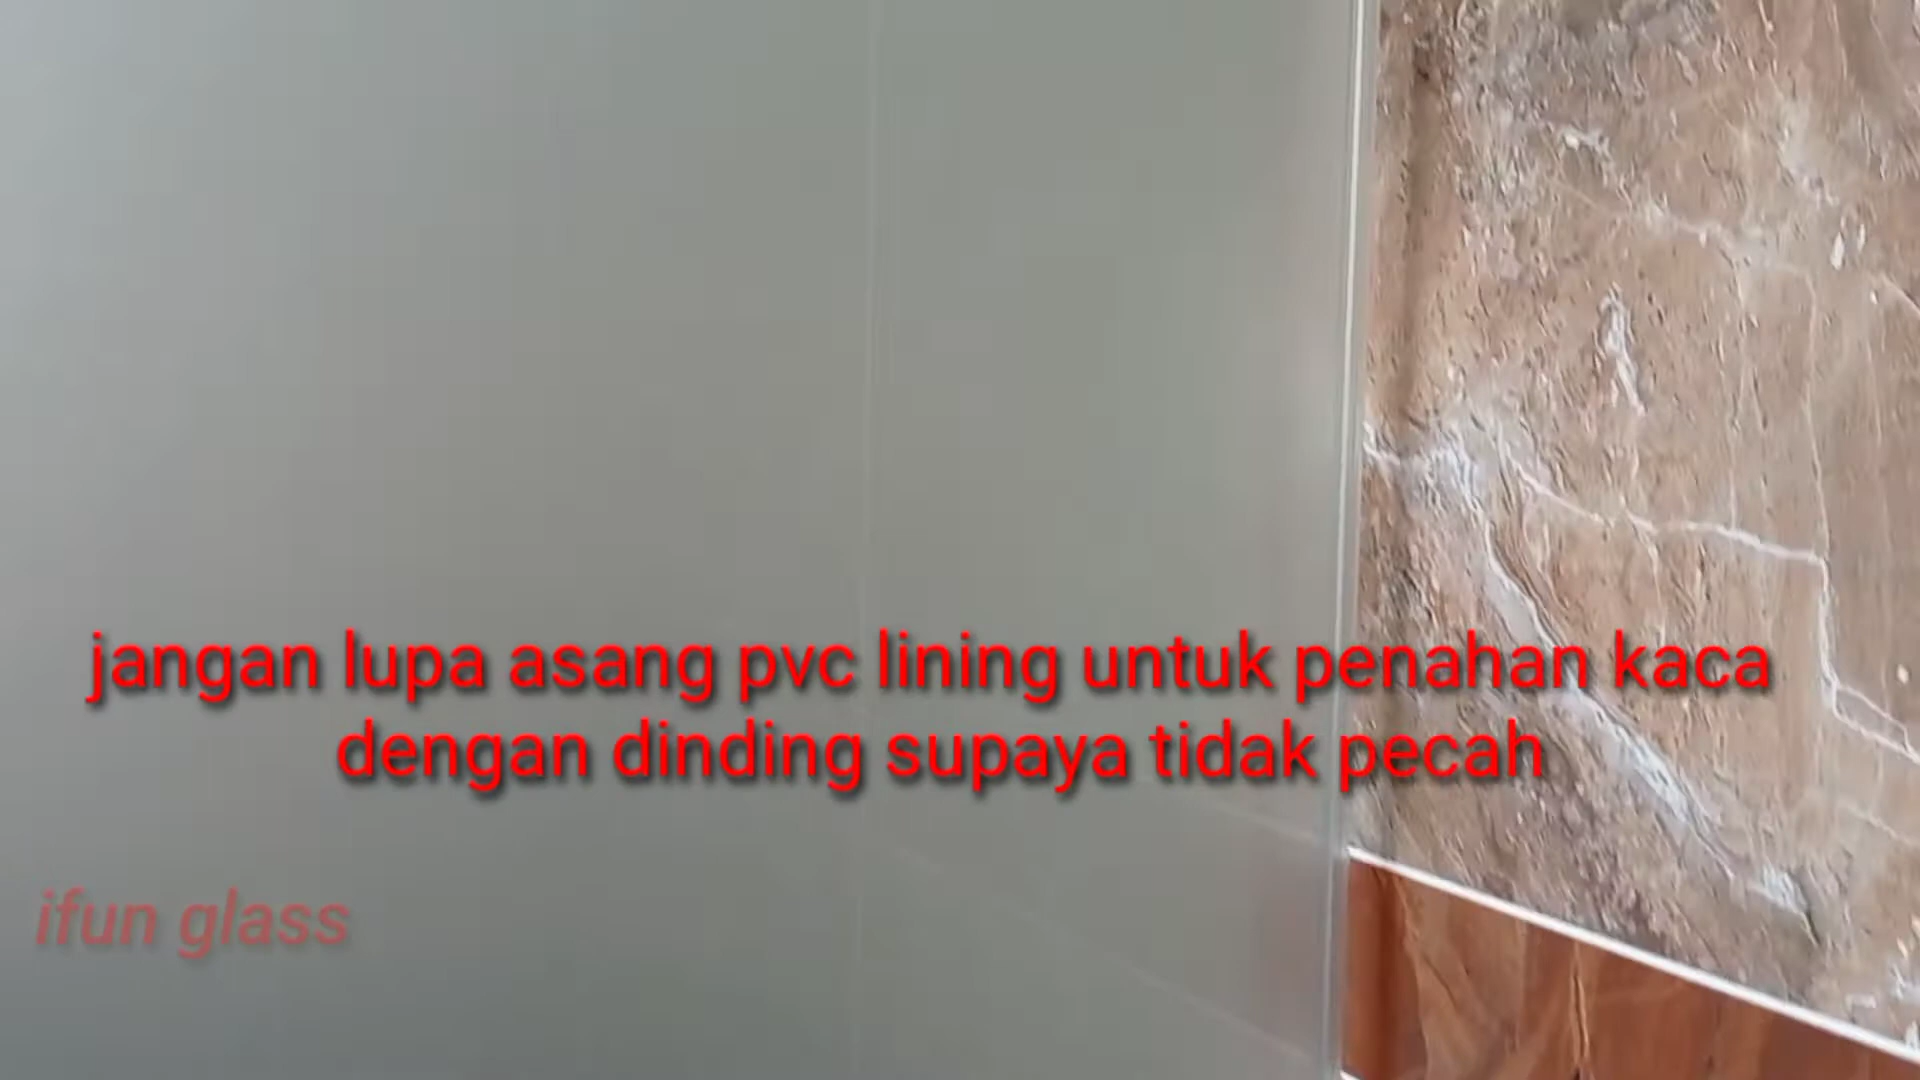 jangan lupa asang pvc lining untuk penahan kaca
dengan dinding supaya tidak pecah
ifun glass